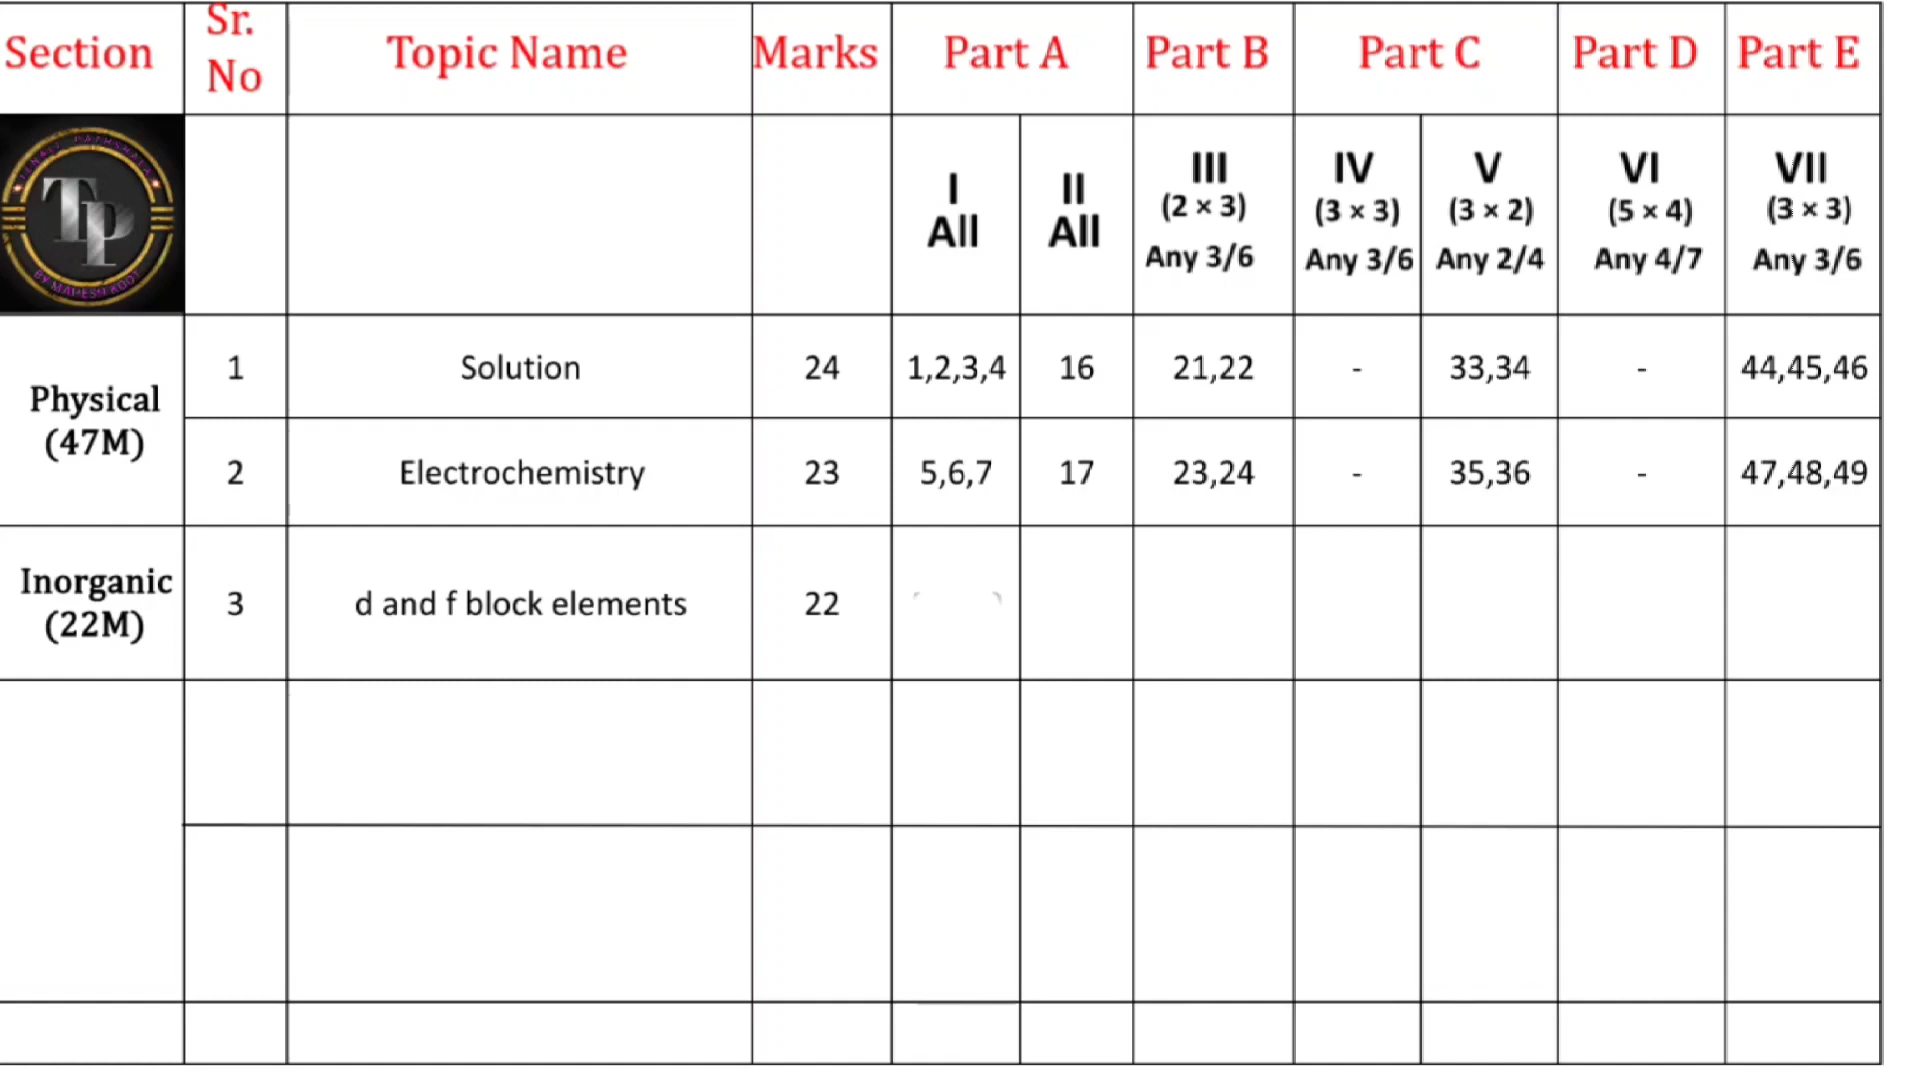 Section Sr. No Topic Name Marks Part A Part B Part C Part D Part E
TP
BY MAHESH KOOT
I All II All III (2 × 3) Any 3/6 IV (3 × 3) Any 3/6 V (3 × 2) Any 2/4 VI (5 × 4) Any 4/7 VII (3 × 3) Any 3/6
Physical (47M)
1 Solution 24 1,2,3,4 16 21,22 - 33,34 - 44,45,46
2 Electrochemistry 23 5,6,7 17 23,24 - 35,36 - 47,48,49
Inorganic (22M)
3 d and f block elements 22